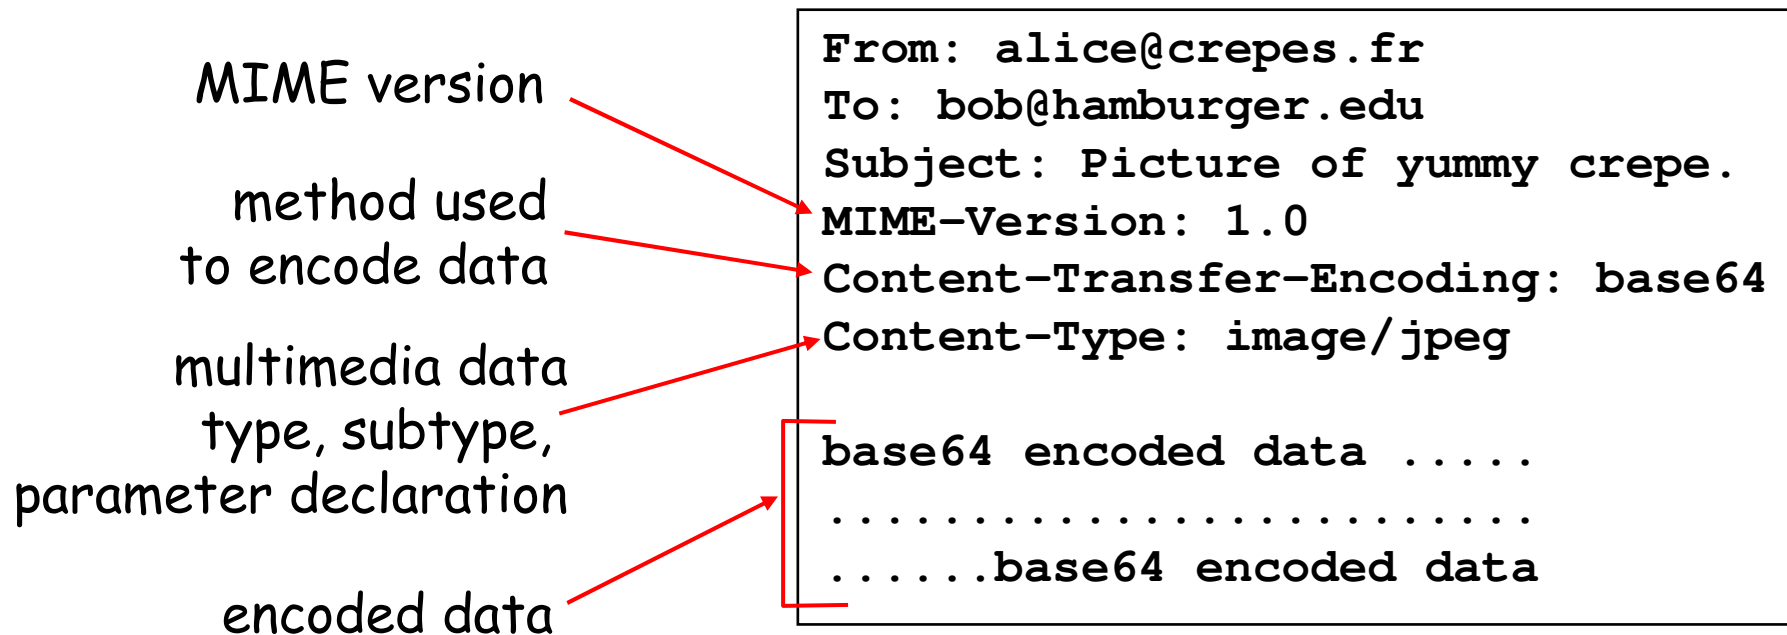 MIME version
method used
to encode data
multimedia data
type, subtype,
parameter declaration
encoded data
From: alice@crepes.fr
To: bob@hamburger.edu
Subject: Picture of yummy crepe.
MIME-Version: 1.0
Content-Transfer-Encoding: base64
Content-Type: image/jpeg
base64 encoded data .....
.........................
......base64 encoded data